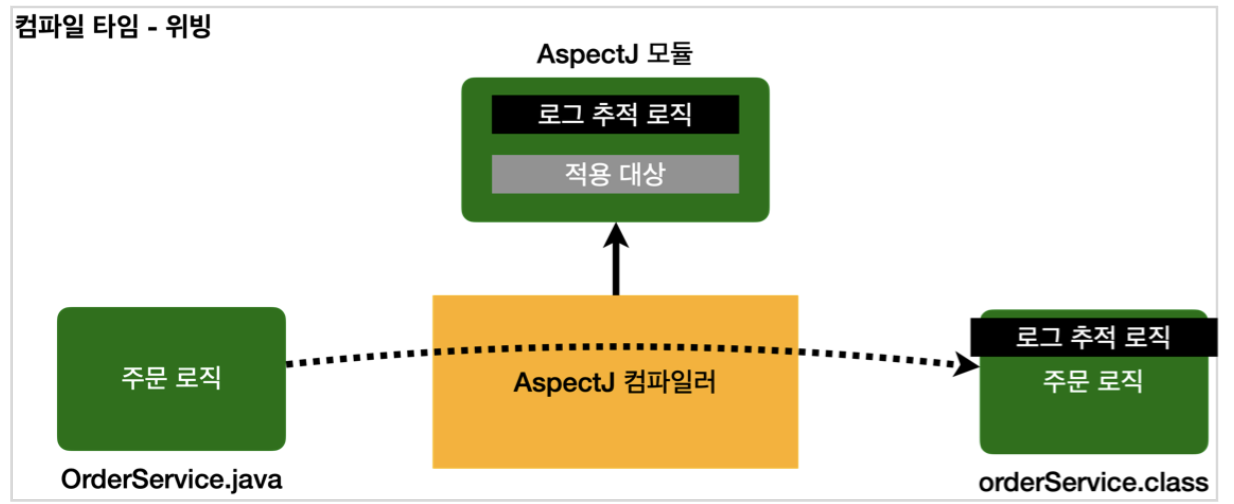 컴파일 타임 - 위빙
AspectJ 모듈
로그 추적 로직
적용 대상
주문 로직
OrderService.java
AspectJ 컴파일러
로그 추적 로직
주문 로직
orderService.class